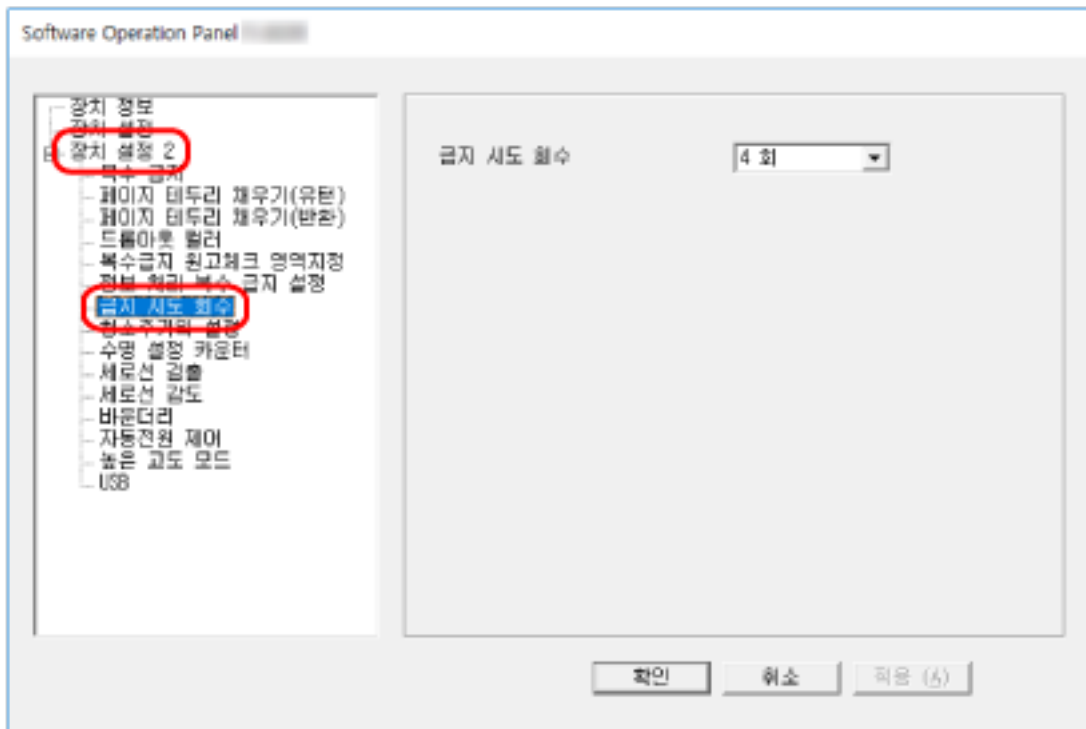 Software Operation Panel
장치 정보
장치 설정
장치 설정 2
복수 급지
페이지 테두리 채우기(유턴)
페이지 테두리 채우기(반환)
드롭아웃 컬러
복수급지 원고체크 영역지정
정보 처리 복수 급지 설정
급지 시도 회수
청소주기의 설정
수명 설정 카운터
세로선 검출
세로선 감도
바운더리
자동전원 제어
높은 고도 모드
USB
급지 시도 회수 4 회
확인 취소 적용 (A)